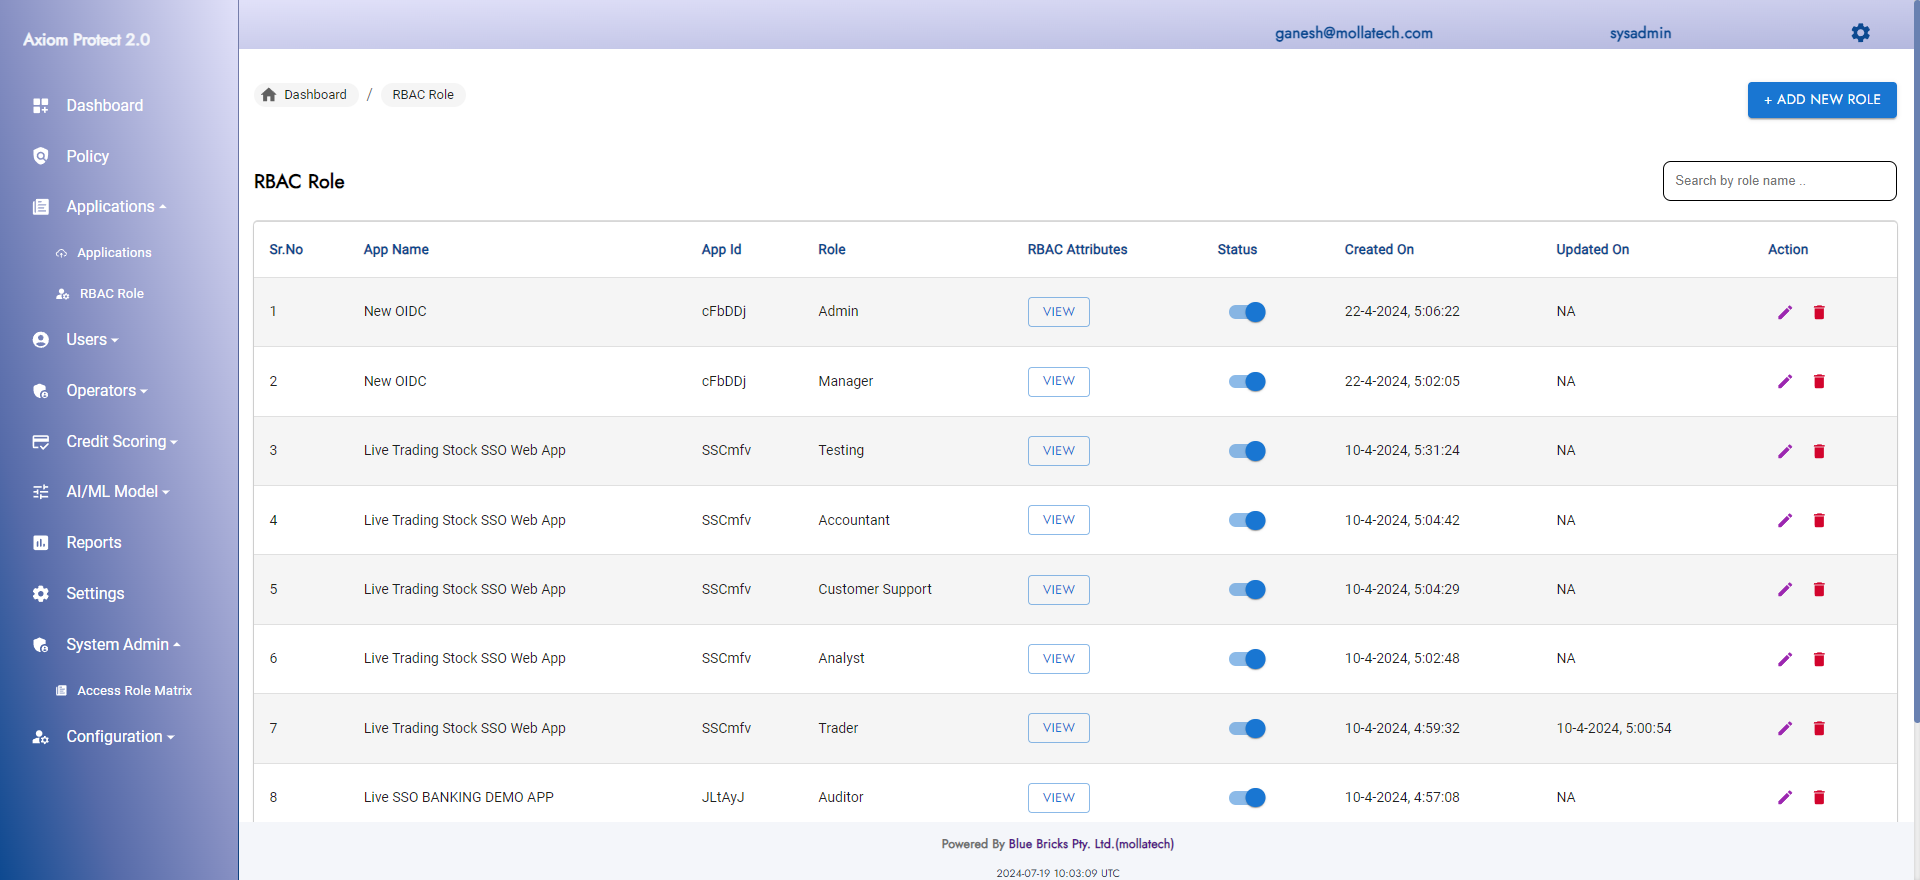 Axiom Protect 2.0
ganesh@mollatech.com sysadmin
Dashboard
Policy
Applications
Applications
RBAC Role
Users
Operators
Credit Scoring
AI/ML Model
Reports
Settings
System Admin
Access Role Matrix
Configuration
Dashboard / RBAC Role
+ ADD NEW ROLE
RBAC Role
Search by role name ..
Sr.No App Name App Id Role RBAC Attributes Status Created On Updated On Action
1 New OIDC cFbDDj Admin VIEW 22-4-2024, 5:06:22 NA
2 New OIDC cFbDDj Manager VIEW 22-4-2024, 5:02:05 NA
3 Live Trading Stock SSO Web App SSCmfv Testing VIEW 10-4-2024, 5:31:24 NA
4 Live Trading Stock SSO Web App SSCmfv Accountant VIEW 10-4-2024, 5:04:42 NA
5 Live Trading Stock SSO Web App SSCmfv Customer Support VIEW 10-4-2024, 5:04:29 NA
6 Live Trading Stock SSO Web App SSCmfv Analyst VIEW 10-4-2024, 5:02:48 NA
7 Live Trading Stock SSO Web App SSCmfv Trader VIEW 10-4-2024, 4:59:32 10-4-2024, 5:00:54
8 Live SSO BANKING DEMO APP JLtAyJ Auditor VIEW 10-4-2024, 4:57:08 NA
Powered By Blue Bricks Pty. Ltd.(mollatech)
2024-07-19 10:03:09 UTC